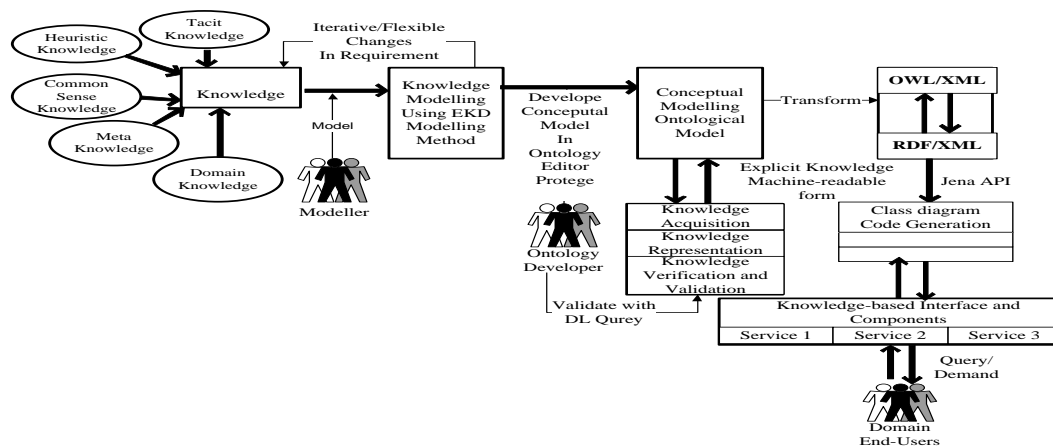 Tacit
Knowledge
Heuristic
Knowledge
Common
Sense
Knowledge
Meta
Knowledge
Domain
Knowledge
Knowledge
Iterative/Flexible
Changes
In Requirement
Model
Modeller
Knowledge
Modelling
Using EKD
Modelling
Method
Develope
Conceputal
Model
In
Ontology
Editor
Protege
Ontology
Developer
Validate with
DL Qurey
Conceptual
Modelling
Ontological
Model
Knowledge
Acquisition
Knowledge
Representation
Knowledge
Verification and
Validation
Transform
OWL/XML
RDF/XML
Explicit Knowledge
Machine-readable
form
Jena API
Class diagram
Code Generation
Knowledge-based Interface and
Components
Service 1
Service 2
Service 3
Query/
Demand
Domain
End-Users